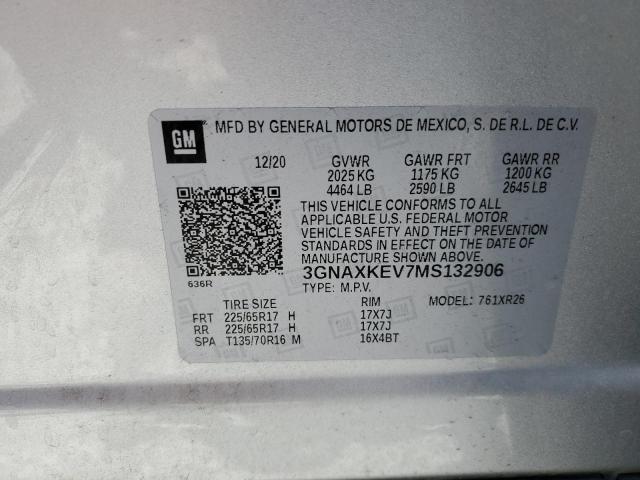 GM MFD BY GENERAL MOTORS DE MEXICO, S. DE R.L. DE C.V.
12/20 GVWR GAWR FRT GAWR RR
2025 KG 1175 KG 1200 KG
4464 LB 2590 LB 2645 LB
THIS VEHICLE CONFORMS TO ALL
APPLICABLE U.S. FEDERAL MOTOR
VEHICLE SAFETY AND THEFT PREVENTION
STANDARDS IN EFFECT ON THE DATE OF
MANUFACTURE SHOWN ABOVE.
3GNAXKEV7MS132906
636R TYPE: M.P.V.
TIRE SIZE RIM MODEL: 761XR26
FRT 225/65R17 H 17X7J
RR 225/65R17 H 17X7J
SPA T135/70R16 M 16X4BT